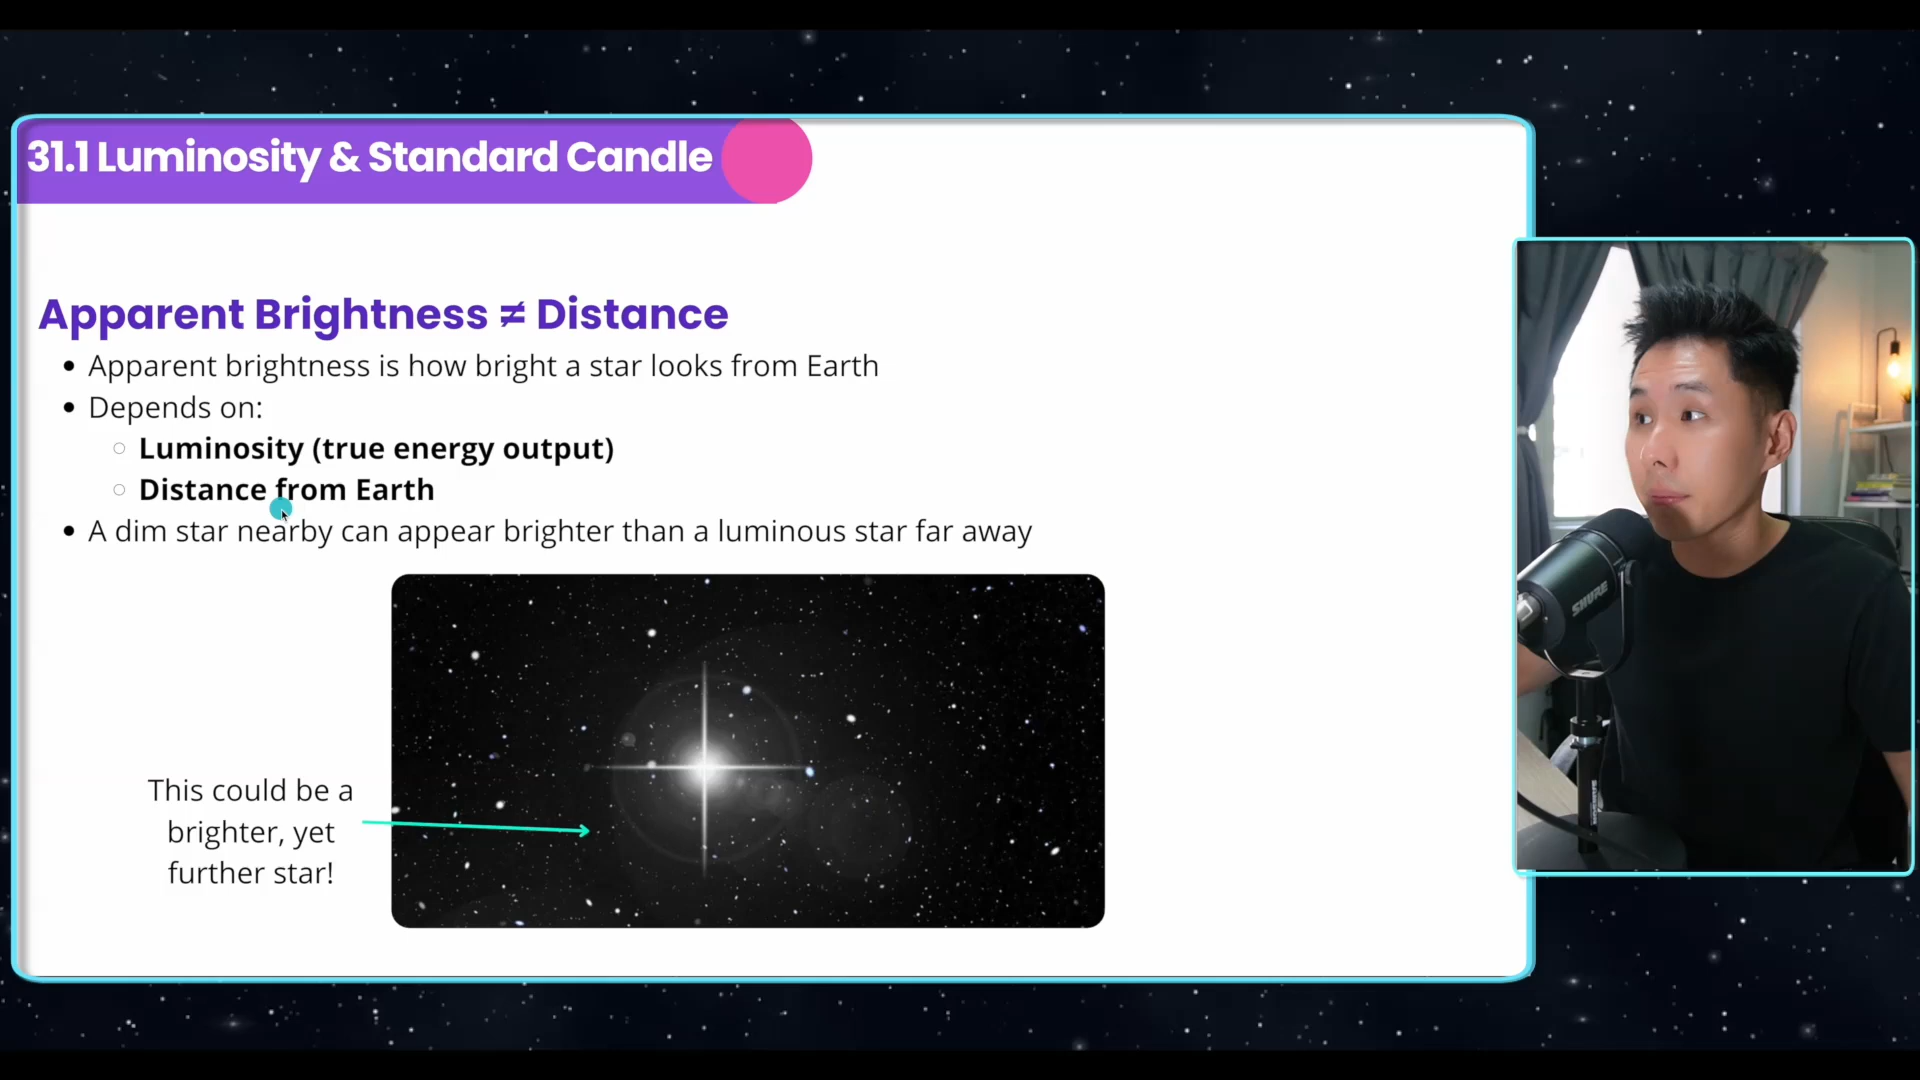 31.1 Luminosity & Standard Candle
Apparent Brightness ≠ Distance
• Apparent brightness is how bright a star looks from Earth
• Depends on:
○ Luminosity (true energy output)
○ Distance from Earth
• A dim star nearby can appear brighter than a luminous star far away
This could be a
brighter, yet
further star!
SHURE